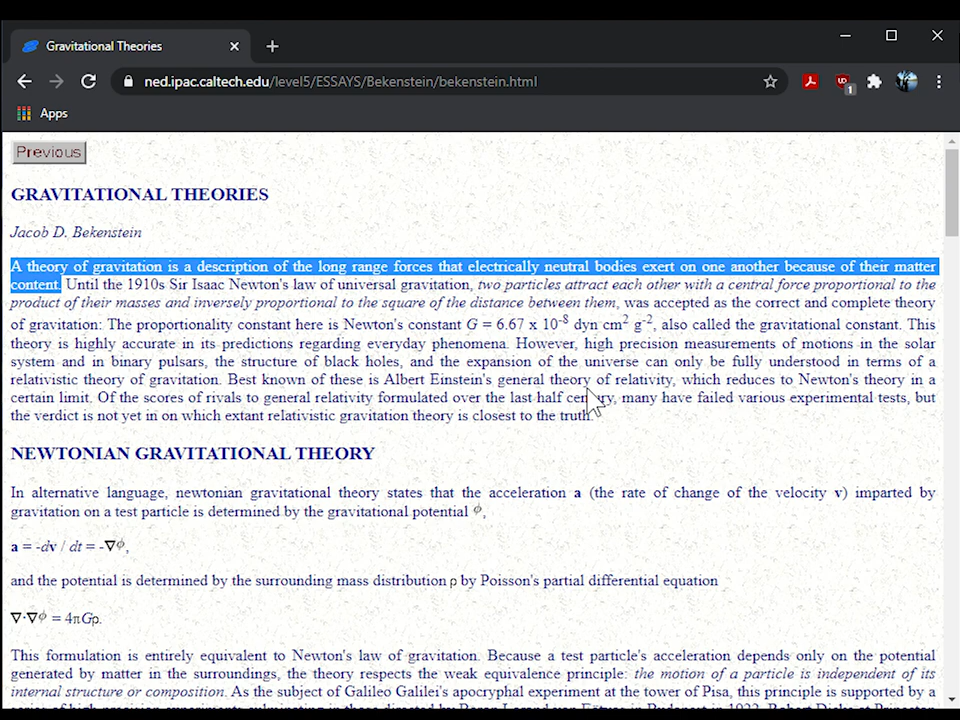 Gravitational Theories
ned.ipac.caltech.edu/level5/ESSAYS/Bekenstein/bekenstein.html
1
Apps
Previous
GRAVITATIONAL THEORIES
Jacob D. Bekenstein
A theory of gravitation is a description of the long range forces that electrically neutral bodies exert on one another because of their matter
content. Until the 1910s Sir Isaac Newton's law of universal gravitation, two particles attract each other with a central force proportional to the
product of their masses and inversely proportional to the square of the distance between them, was accepted as the correct and complete theory
of gravitation: The proportionality constant here is Newton's constant G = 6.67 x 10⁻⁸ dyn cm² g⁻², also called the gravitational constant. This
theory is highly accurate in its predictions regarding everyday phenomena. However, high precision measurements of motions in the solar
system and in binary pulsars, the structure of black holes, and the expansion of the universe can only be fully understood in terms of a
relativistic theory of gravitation. Best known of these is Albert Einstein's general theory of relativity, which reduces to Newton's theory in a
certain limit. Of the scores of rivals to general relativity formulated over the last half century, many have failed various experimental tests, but
the verdict is not yet in on which extant relativistic gravitation theory is closest to the truth.
NEWTONIAN GRAVITATIONAL THEORY
In alternative language, newtonian gravitational theory states that the acceleration a (the rate of change of the velocity v) imparted by
gravitation on a test particle is determined by the gravitational potential ϕ,
a = -dv / dt = -∇ϕ,
and the potential is determined by the surrounding mass distribution ρ by Poisson's partial differential equation
∇·∇ϕ = 4πGρ.
This formulation is entirely equivalent to Newton's law of gravitation. Because a test particle's acceleration depends only on the potential
generated by matter in the surroundings, the theory respects the weak equivalence principle: the motion of a particle is independent of its
internal structure or composition. As the subject of Galileo Galilei's apocryphal experiment at the tower of Pisa, this principle is supported by a